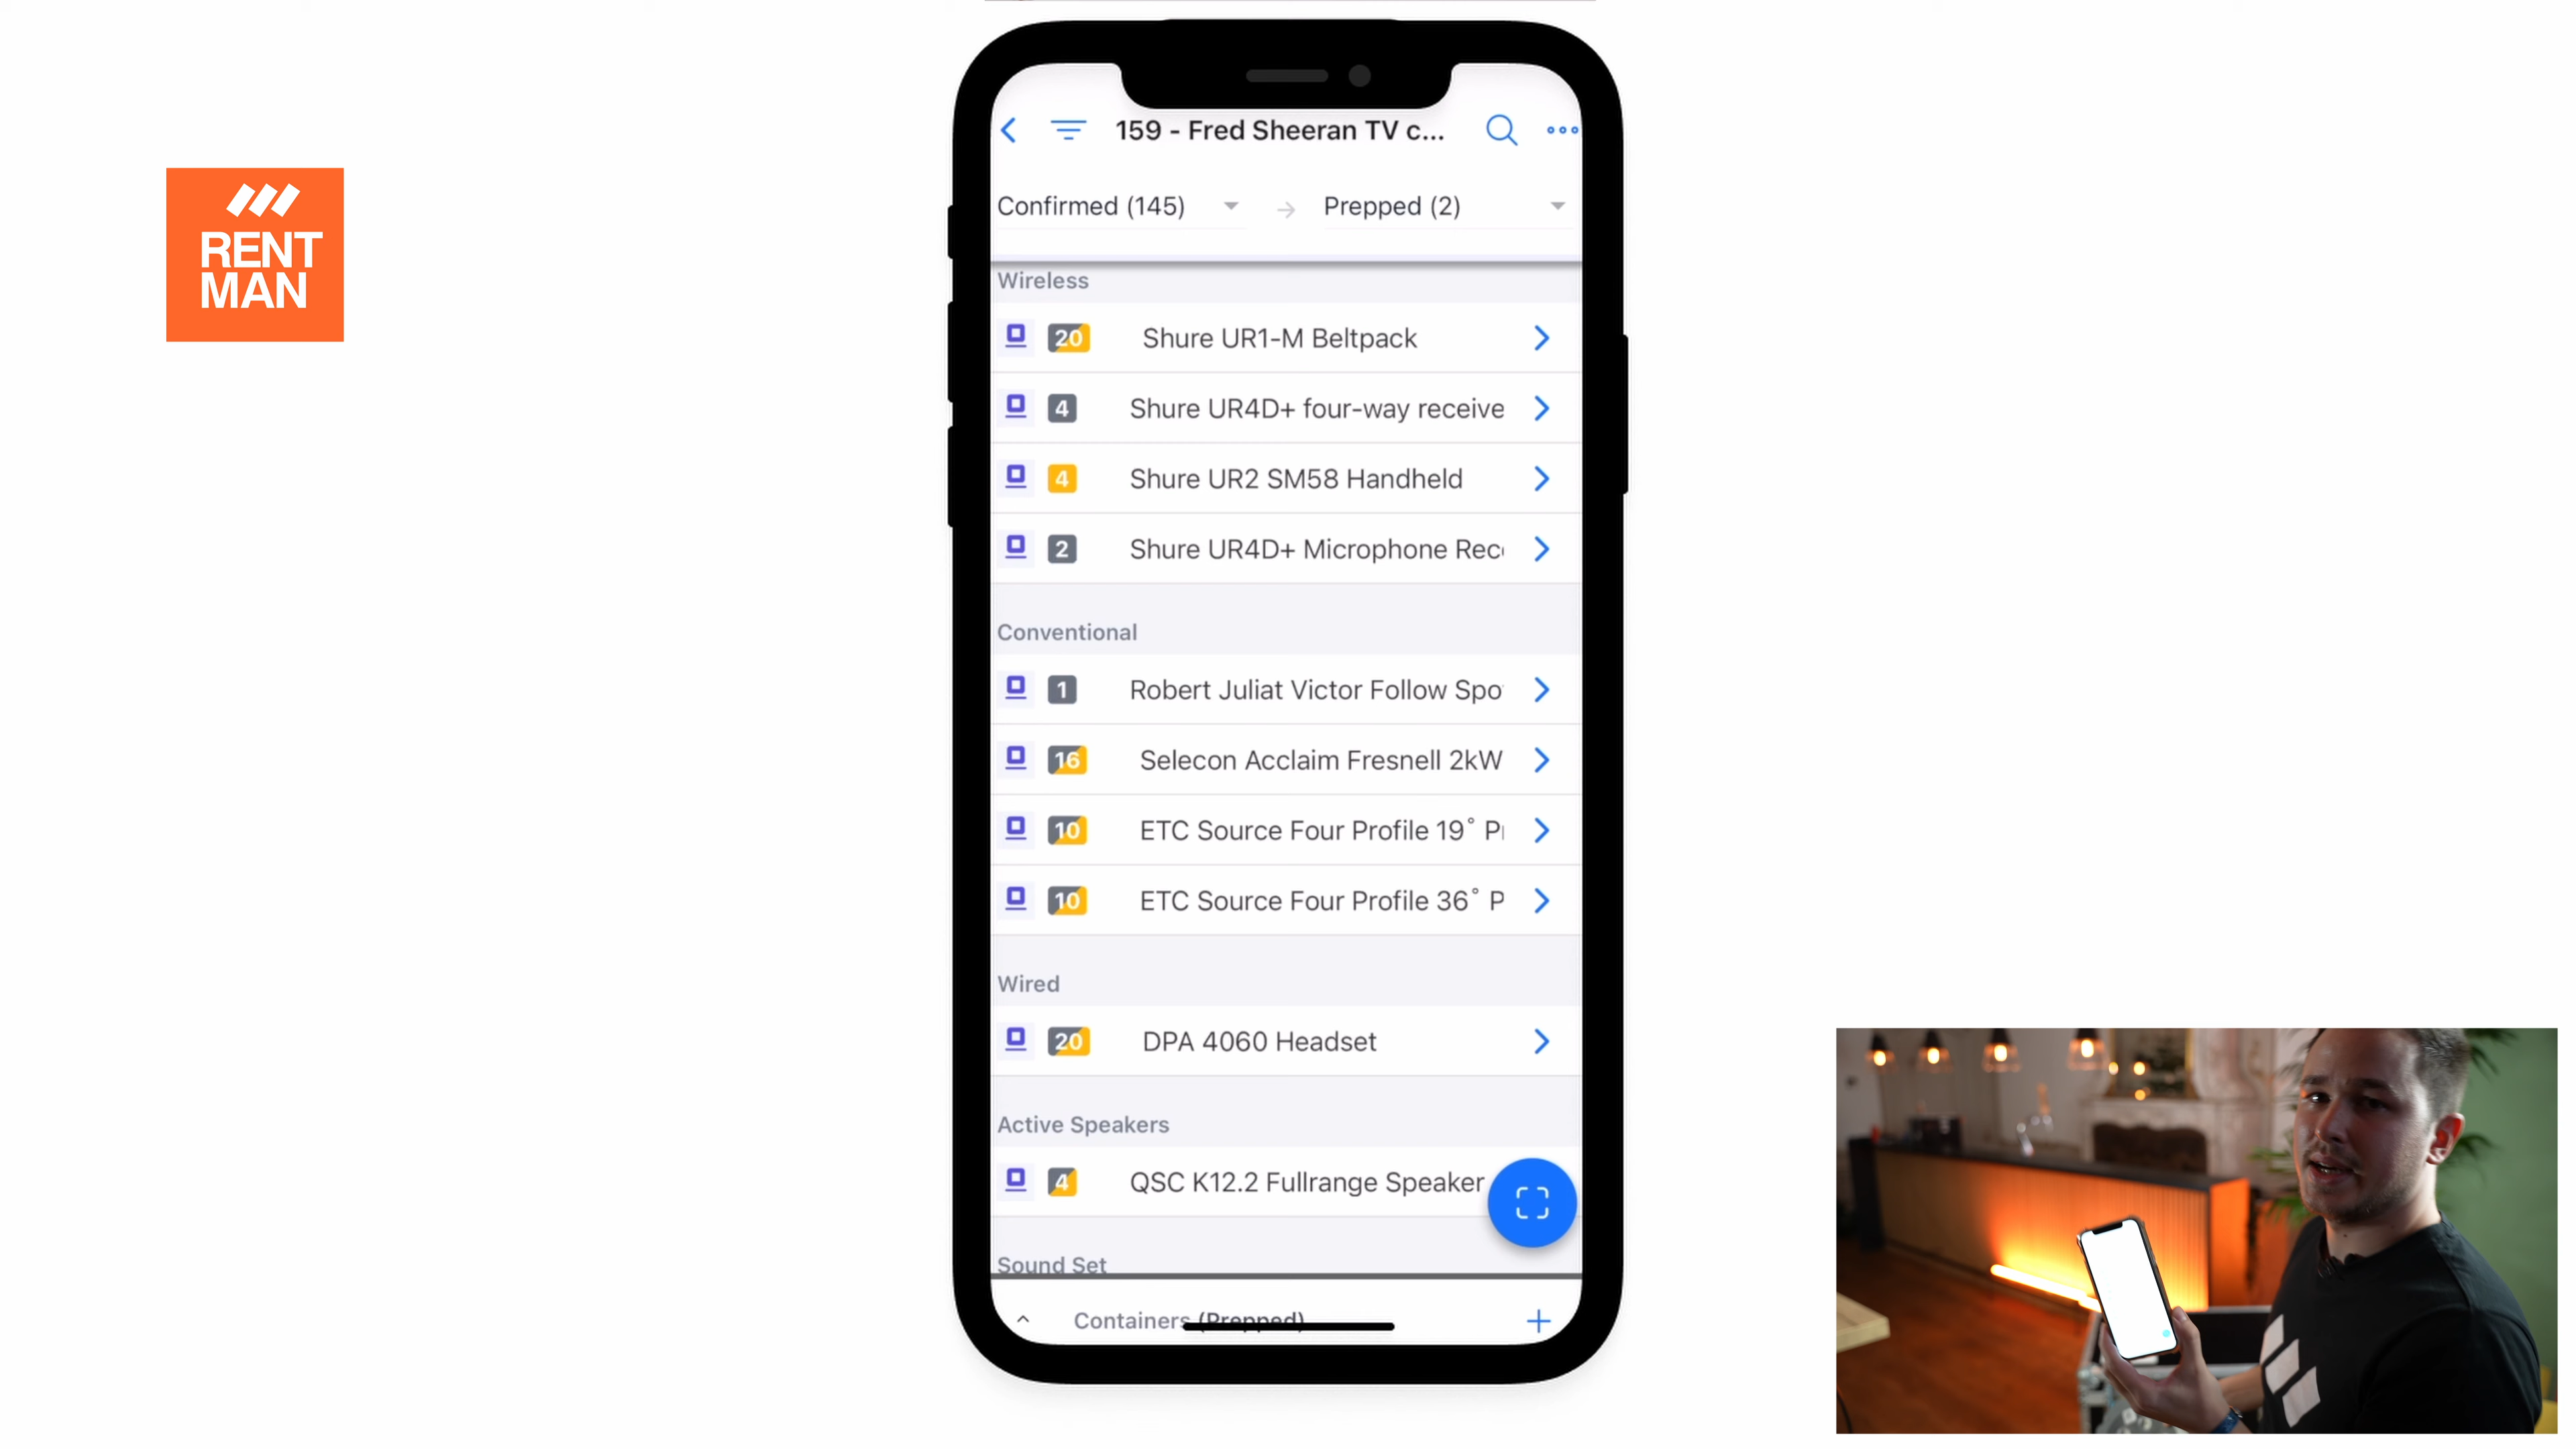 RENT
MAN
159 - Fred Sheeran TV c...
Confirmed (145)
Prepped (2)
Wireless
20 Shure UR1-M Beltpack
4 Shure UR4D+ four-way receive
4 Shure UR2 SM58 Handheld
2 Shure UR4D+ Microphone Rec
Conventional
1 Robert Juliat Victor Follow Spo
16 Selecon Acclaim Fresnell 2kW
10 ETC Source Four Profile 19° P
10 ETC Source Four Profile 36° P
Wired
20 DPA 4060 Headset
Active Speakers
4 QSC K12.2 Fullrange Speaker
Sound Set
Containers (Prepped)